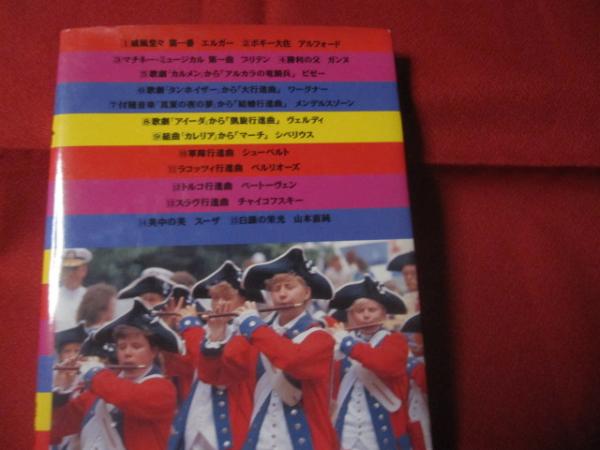 ①威風堂々 第一番 エルガー ②ボギー大佐 アルフォード
③マチネー・ミュージカル 第一曲 ブリテン ④勝利の父 ガンヌ
⑤歌劇「カルメン」から「アルカラの竜騎兵」 ビゼー
⑥歌劇「タンホイザー」から「大行進曲」 ワーグナー
⑦付随音楽「真夏の夜の夢」から「結婚行進曲」 メンデルスゾーン
⑧歌劇「アイーダ」から「凱旋行進曲」 ヴェルディ
⑨組曲「カレリア」から「マーチ」 シベリウス
⑩軍隊行進曲 シューベルト
⑪ラコッツィ行進曲 ベルリオーズ
⑫トルコ行進曲 ベートーヴェン
⑬スラヴ行進曲 チャイコフスキー
⑭美中の美 スーザ ⑮白銀の栄光 山本直純